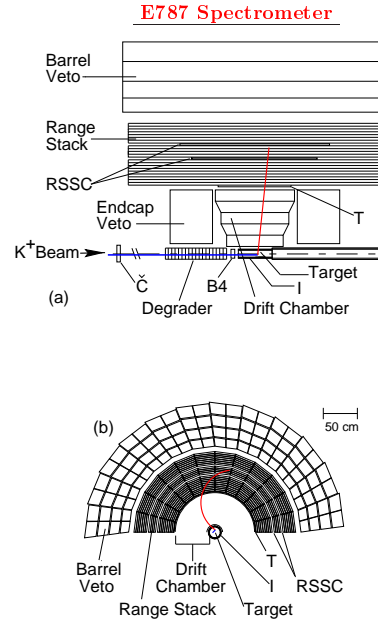 E787 Spectrometer
Barrel
Veto
Range
Stack
RSSC
Endcap
Veto
T
K+Beam
Target
I
(a)
Č
B4
Drift Chamber
Degrader
(b)
50 cm
Barrel
Veto
Drift
Chamber
T
RSSC
I
Range Stack
Target